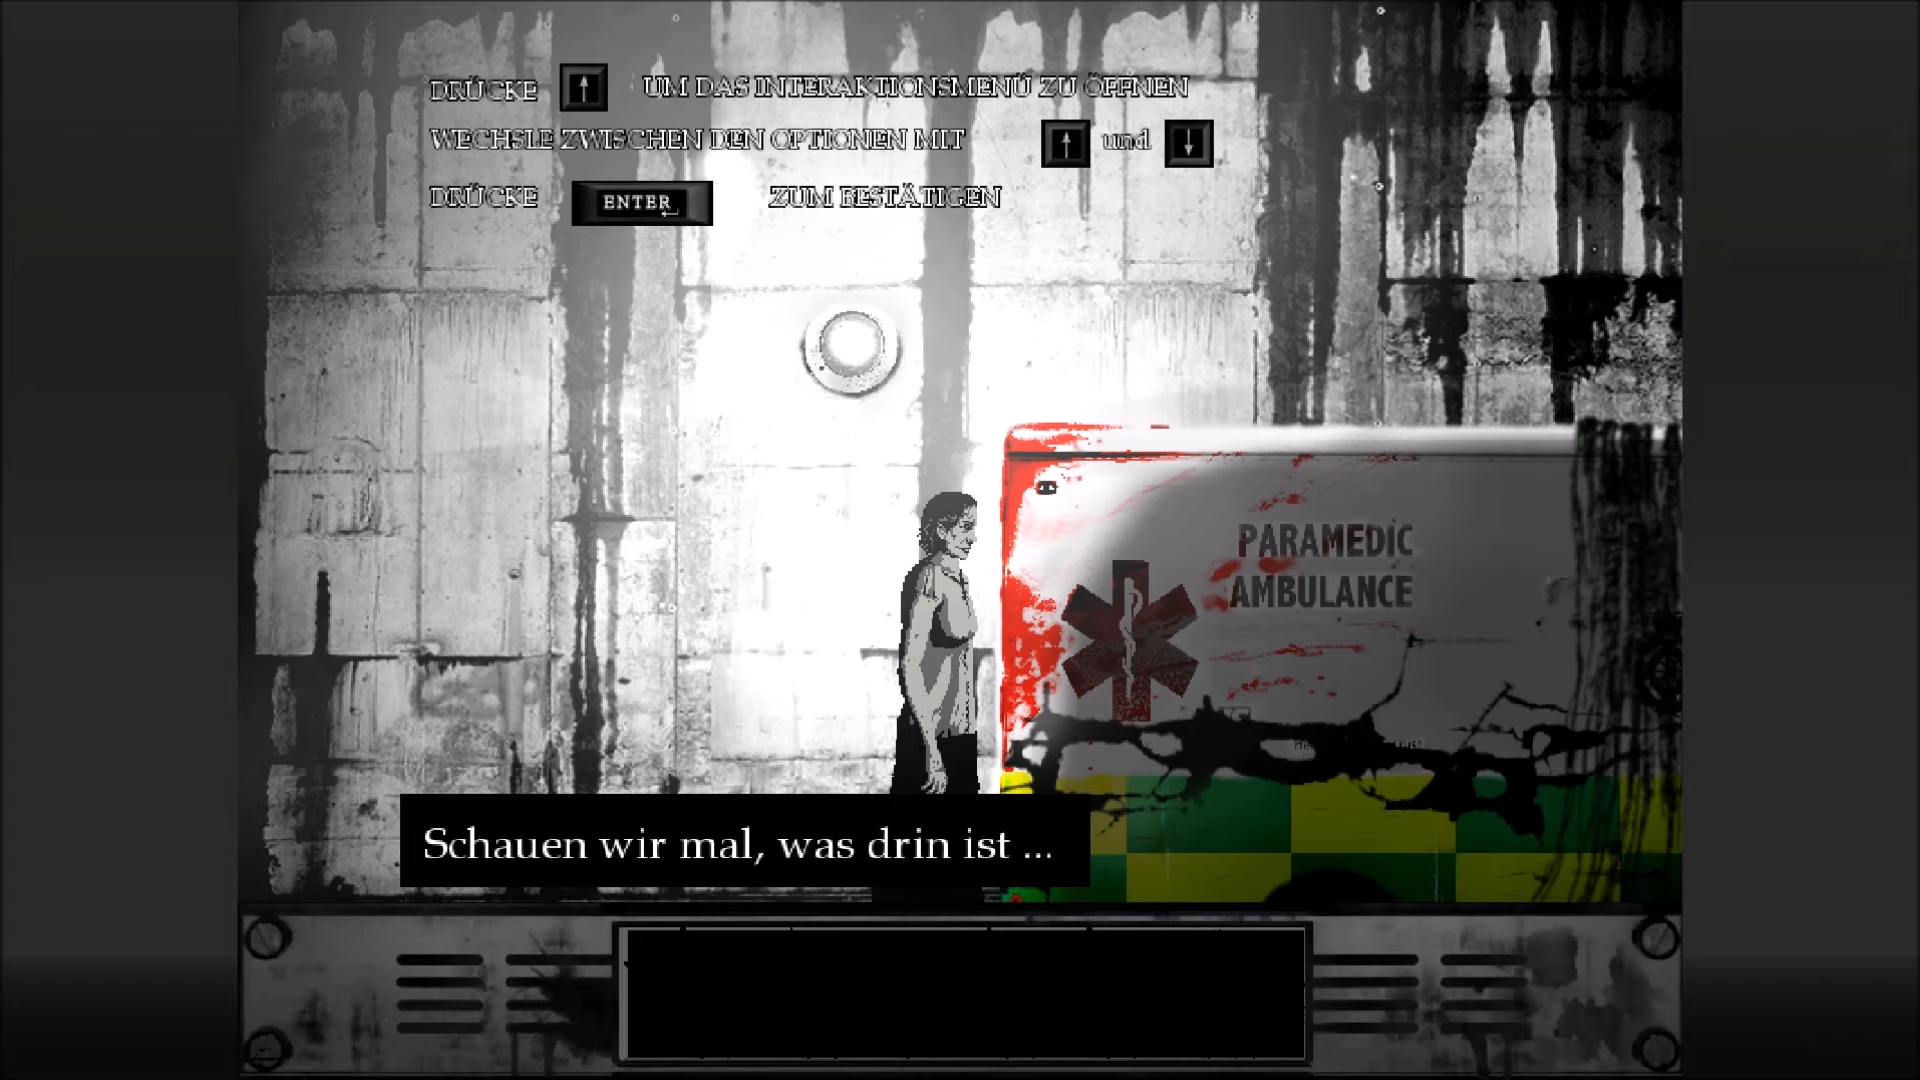 DRÜCKE ↑ UM DAS INTERAKTIONSMENÜ ZU ÖFFNEN
WECHSLE ZWISCHEN DEN OPTIONEN MIT ↑ und ↓
DRÜCKE ENTER ZUM BESTÄTIGEN
PARAMEDIC
AMBULANCE
Schauen wir mal, was drin ist ...